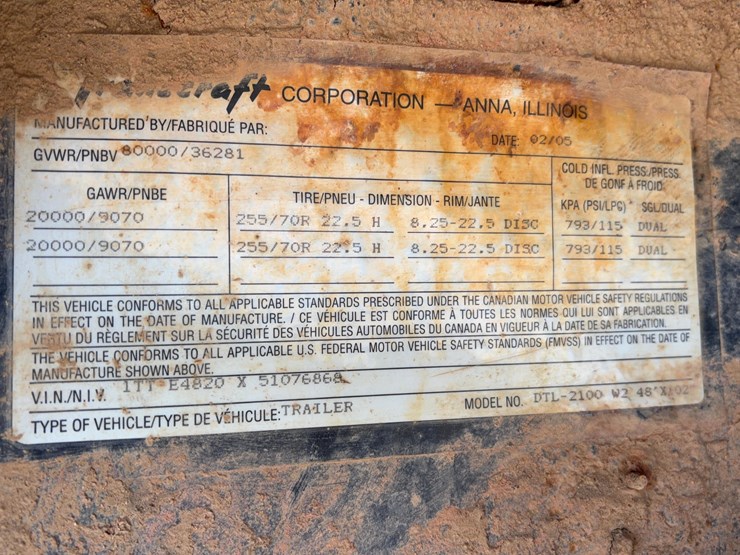 CORPORATION — ANNA, ILLINOIS
MANUFACTURED BY/FABRIQUÉ PAR:
DATE: 02/05
GVWR/PNBV 80000/36281
COLD INFL. PRESS/PRESS.
DE GONF À FROID.
GAWR/PNBE TIRE/PNEU - DIMENSION - RIM/JANTE KPA (PSI/LPC) SGL/DUAL
20000/9070 255/70R 22.5 H 8.25-22.5 DISC 793/115 DUAL
20000/9070 255/70R 22.5 H 8.25-22.5 DISC 793/115 DUAL
THIS VEHICLE CONFORMS TO ALL APPLICABLE STANDARDS PRESCRIBED UNDER THE CANADIAN MOTOR VEHICLE SAFETY REGULATIONS
IN EFFECT ON THE DATE OF MANUFACTURE. / CE VÉHICULE EST CONFORME À TOUTES LES NORMES QUI LUI SONT APPLICABLES EN
VERTU DU RÈGLEMENT SUR LA SÉCURITÉ DES VÉHICULES AUTOMOBILES DU CANADA EN VIGUEUR À LA DATE DE SA FABRICATION.
THE VEHICLE CONFORMS TO ALL APPLICABLE U.S. FEDERAL MOTOR VEHICLE SAFETY STANDARDS (FMVSS) IN EFFECT ON THE DATE OF
MANUFACTURE SHOWN ABOVE.
V.I.N./N.I.V. 1TT E4820 X 51076868
TYPE OF VEHICLE/TYPE DE VÉHICULE: TRAILER MODEL NO. DTL-2100 W2 48'X102